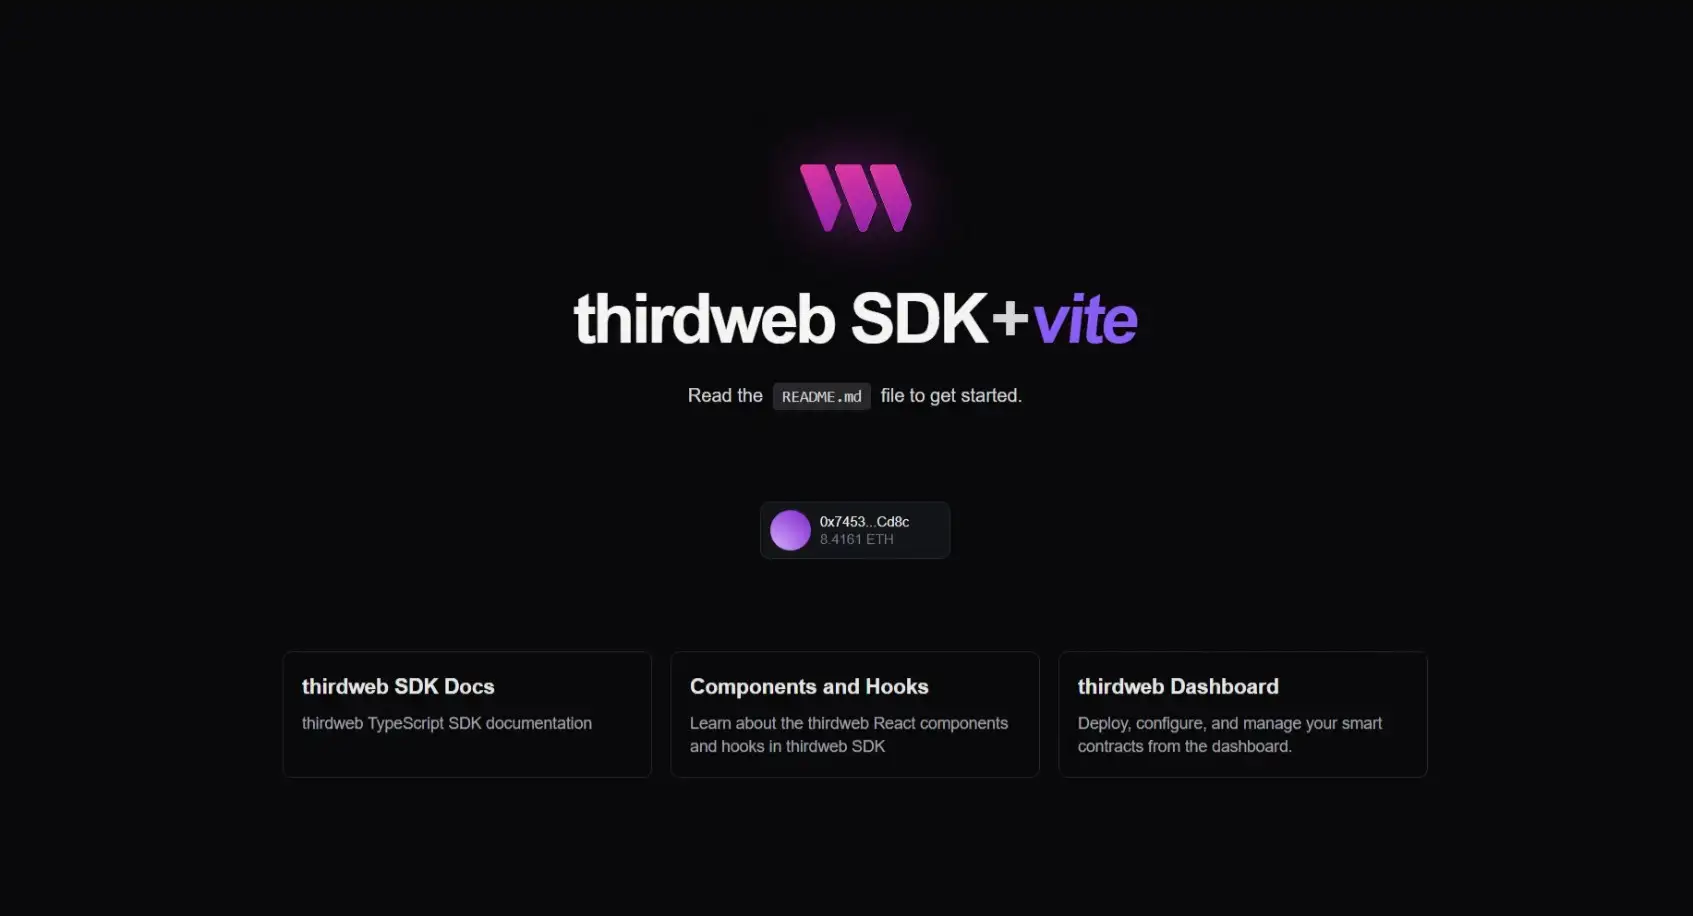 thirdweb SDK+vite
Read the README.md file to get started.
0x7453...Cd8c
8.4161 ETH
thirdweb SDK Docs
thirdweb TypeScript SDK documentation
Components and Hooks
Learn about the thirdweb React components
and hooks in thirdweb SDK
thirdweb Dashboard
Deploy, configure, and manage your smart
contracts from the dashboard.